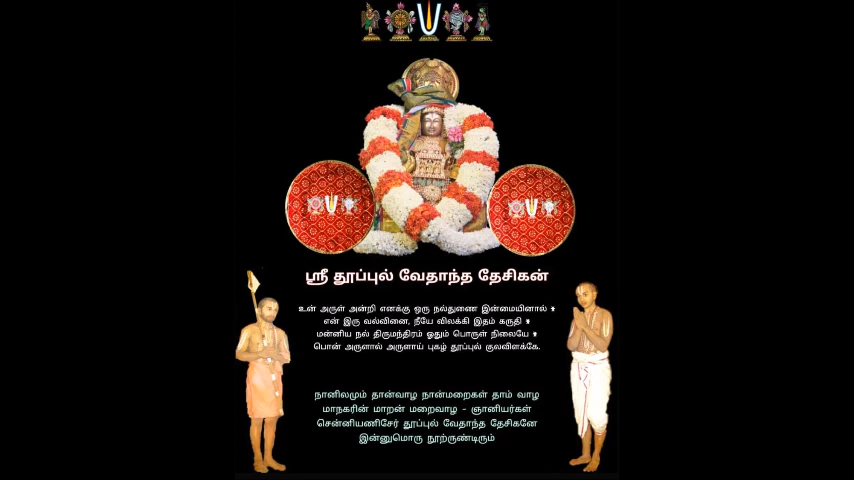 ஸ்ரீ தூப்புல் வேதாந்த தேசிகன்
உன் அருள் அன்றி எனக்கு ஒரு நல்துணை இன்மையினால் *
என் இரு வல்வினை, நீயே விலக்கி இதம் கருதி *
மன்னிய நல் திருமந்திரம் ஓதும் பொருள் நிலையே *
பொன் அருளால் அருளாய் புகழ் தூப்புல் குலவிளக்கே.
நானிலமும் தான்வாழ நான்மறைகள் தாம் வாழ
மாநகரின் மாறன் மறைவாழ - ஞானியர்கள்
சென்னியணிசேர் தூப்புல் வேதாந்த தேசிகனே
இன்னுமொரு நூற்றுண்டிரும்